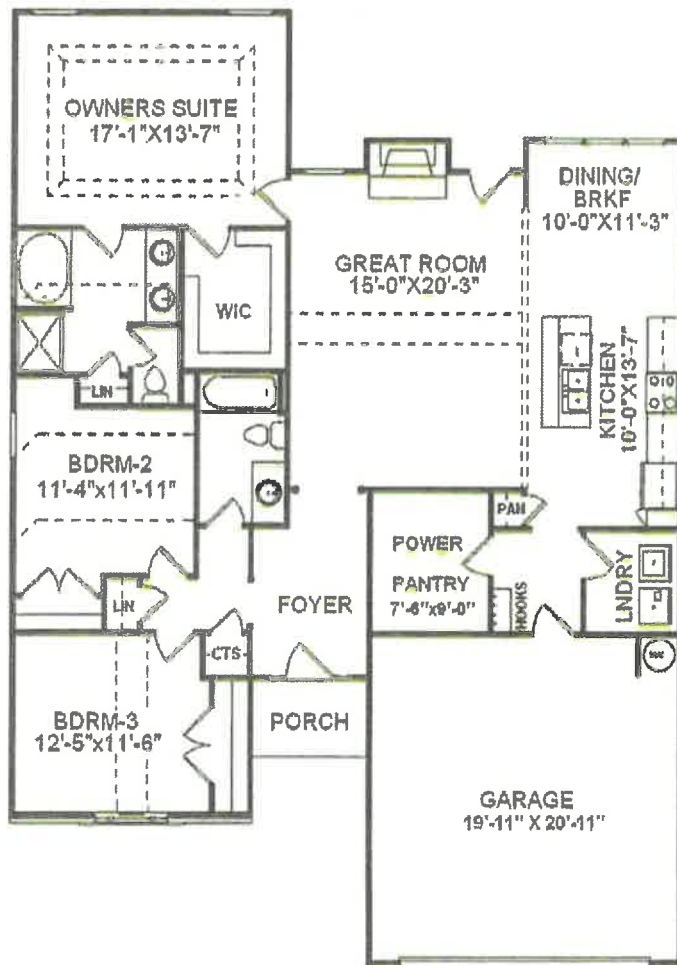 OWNERS SUITE
17'-1"X13'-7"
DINING/
BRKF
10'-0"X11'-3"
GREAT ROOM
15'-0"X20'-3"
WIC
KITCHEN
10'-0"X13'-7"
LIN
BDRM-2
11'-4"x11'-11"
PAN
POWER
PANTRY
7'-6"x9'-0"
HOOKS
LNDRY
LIN
FOYER
-CTS-
BDRM-3
12'-5"x11'-6"
PORCH
GARAGE
19'-11" X 20'-11"